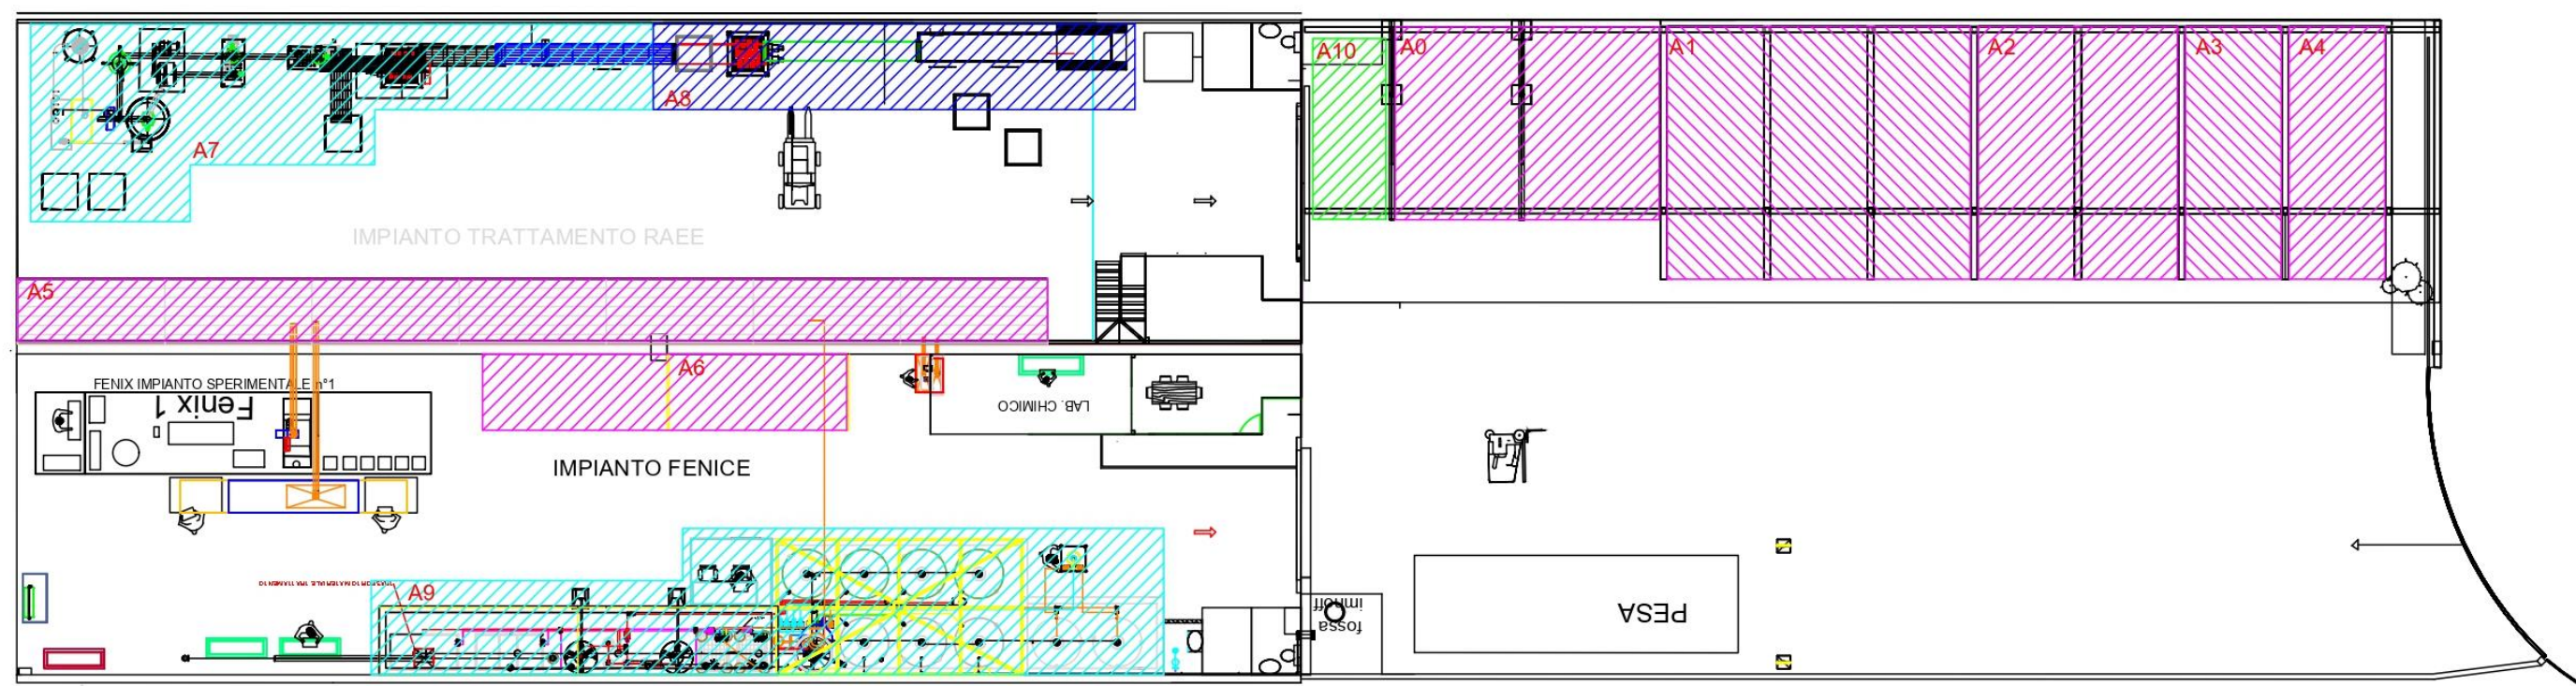 A10
A0
A1
A2
A3
A4
A8
A7
IMPIANTO TRATTAMENTO RAEE
A5
A6
FENIX IMPIANTO SPERIMENTALE n°1
Fenix 1
LAB. CHIMICO
IMPIANTO FENICE
A9
fossa
imhoff
PESA